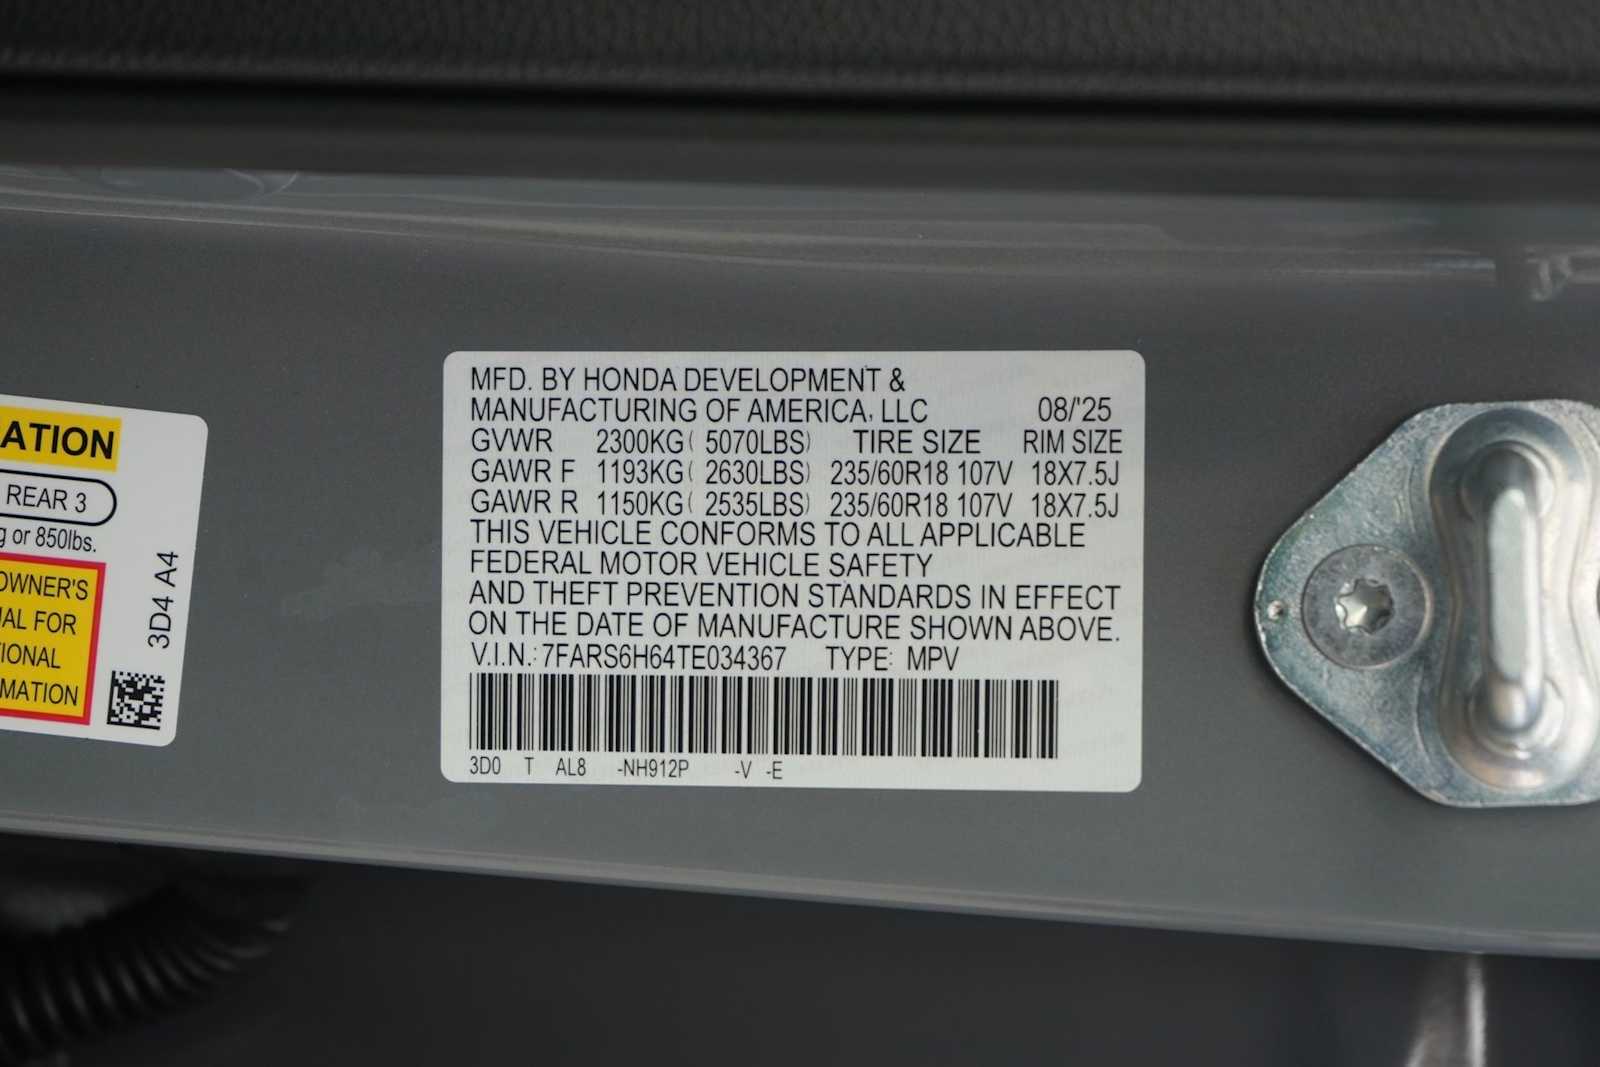 ATION
REAR 3
g or 850lbs.
OWNER'S
UAL FOR
TIONAL
MATION
3D4 A4
MFD. BY HONDA DEVELOPMENT &
MANUFACTURING OF AMERICA, LLC 08/'25
GVWR 2300KG( 5070LBS) TIRE SIZE RIM SIZE
GAWR F 1193KG( 2630LBS) 235/60R18 107V 18X7.5J
GAWR R 1150KG( 2535LBS) 235/60R18 107V 18X7.5J
THIS VEHICLE CONFORMS TO ALL APPLICABLE
FEDERAL MOTOR VEHICLE SAFETY
AND THEFT PREVENTION STANDARDS IN EFFECT
ON THE DATE OF MANUFACTURE SHOWN ABOVE.
V.I.N.: 7FARS6H64TE034367 TYPE: MPV
3D0 T AL8 -NH912P -V -E